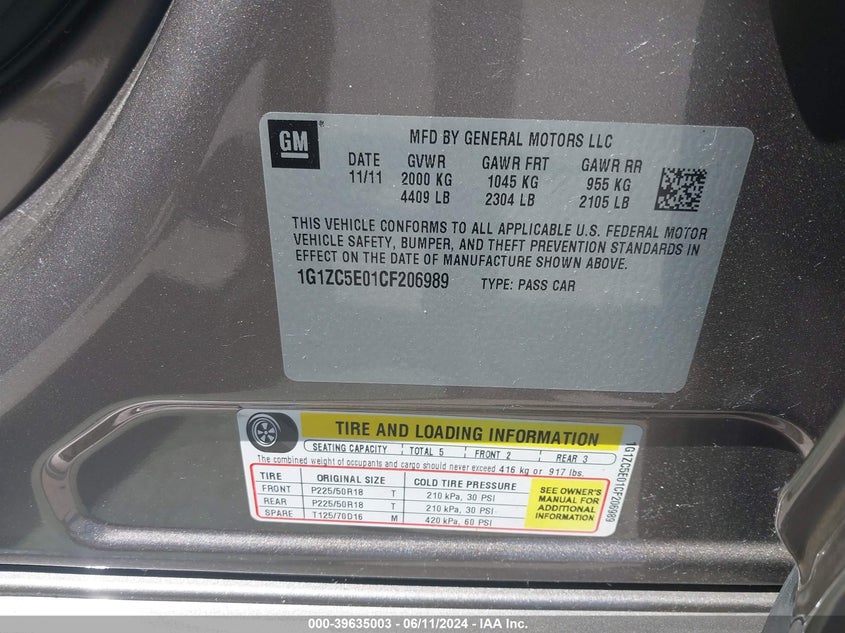 GM
MFD BY GENERAL MOTORS LLC
DATE GVWR GAWR FRT GAWR RR
11/11 2000 KG 1045 KG 955 KG
4409 LB 2304 LB 2105 LB
THIS VEHICLE CONFORMS TO ALL APPLICABLE U.S. FEDERAL MOTOR
VEHICLE SAFETY, BUMPER, AND THEFT PREVENTION STANDARDS IN
EFFECT ON THE DATE OF MANUFACTURE SHOWN ABOVE.
1G1ZC5E01CF206989 TYPE: PASS CAR
TIRE AND LOADING INFORMATION
SEATING CAPACITY TOTAL 5 FRONT 2 REAR 3
The combined weight of occupants and cargo should never exceed 416 kg or 917 lbs.
TIRE ORIGINAL SIZE COLD TIRE PRESSURE
FRONT P225/50R18 T 210 kPa, 30 PSI
REAR P225/50R18 T 210 kPa, 30 PSI
SPARE T125/70D16 M 420 kPa, 60 PSI
SEE OWNER'S
MANUAL FOR
ADDITIONAL
INFORMATION
1G1ZC5E01CF206989
000-39635003 - 06/11/2024 - IAA Inc.